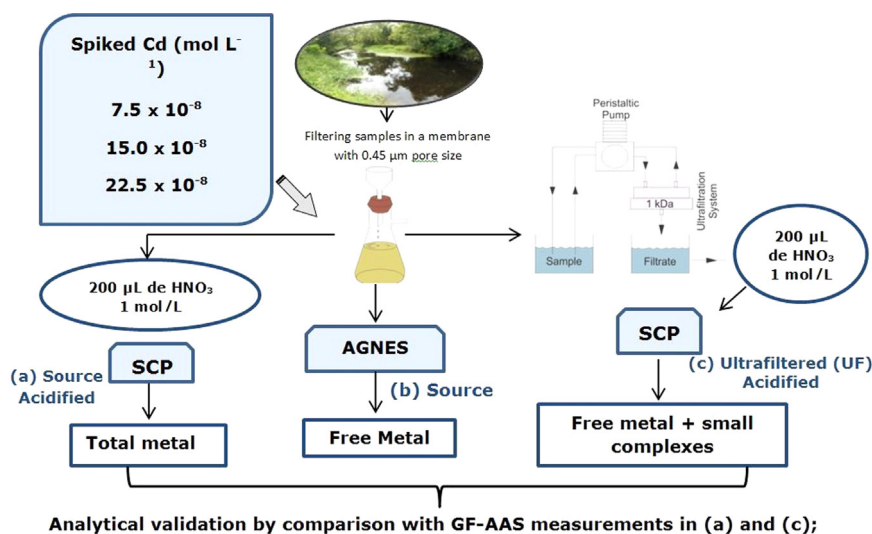 Spiked Cd (mol L-
1)
7.5 x 10-8
15.0 x 10-8
22.5 x 10-8
Filtering samples in a membrane
with 0.45 µm pore size
Peristaltic
Pump
Ultrafiltration
System
1 kDa
Sample
Filtrate
200 µL
de HNO3
1 mol/L
200 µL de HNO3
1 mol/L
(a) Source
Acidified
SCP
Total metal
AGNES
(b) Source
Free Metal
SCP
(c) Ultrafiltered (UF)
Acidified
Free metal + small
complexes
Analytical validation by comparison with GF-AAS measurements in (a) and (c);